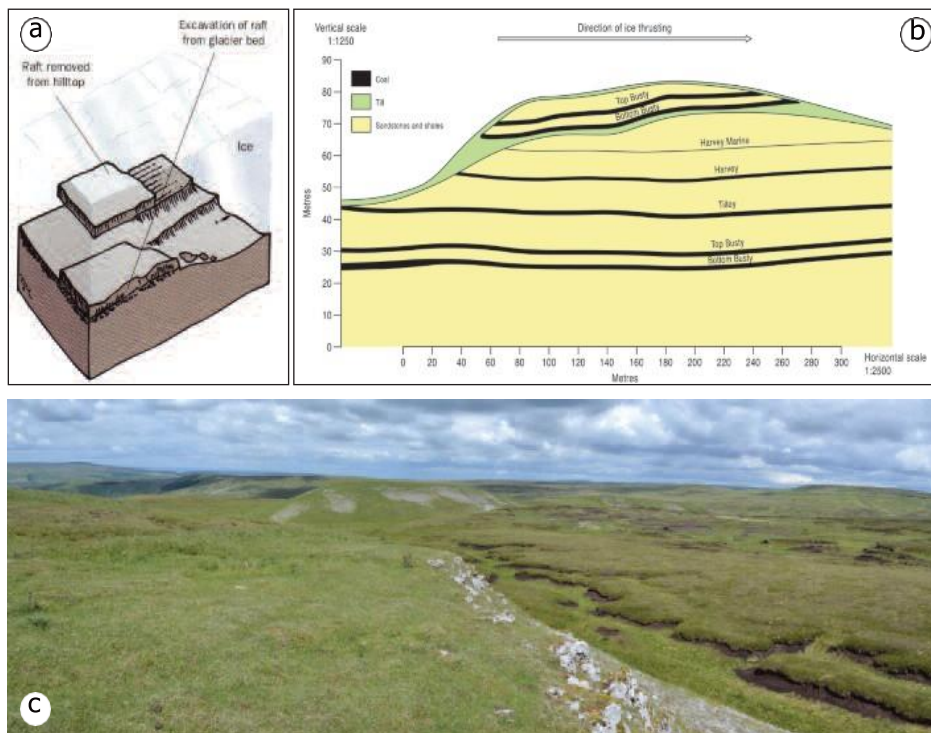 a
Excavation of raft
from glacier bed
Raft removed
from hilltop
Ice
b
Vertical scale
1:1250
Direction of ice thrusting
Coal
Till
Sandstones and shales
Metres
90
80
70
60
50
40
30
20
10
0
Top Busty
Bottom Busty
Harvey Marine
Harvey
Tilley
Top Busty
Bottom Busty
0 20 40 60 80 100 120 140 160 180 200 220 240 260 280 300
Metres
Horizontal scale
1:2500
c